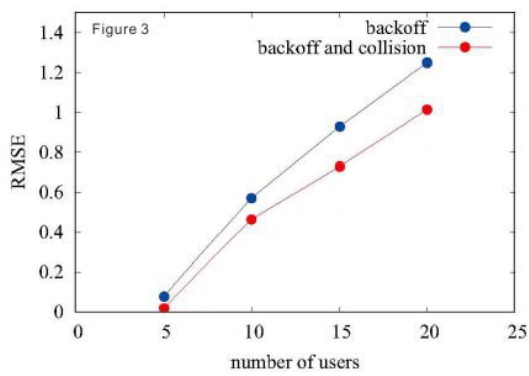 Figure 3
backoff
backoff and collision
RMSE
1.4
1.2
1
0.8
0.6
0.4
0.2
0
0 5 10 15 20 25
number of users